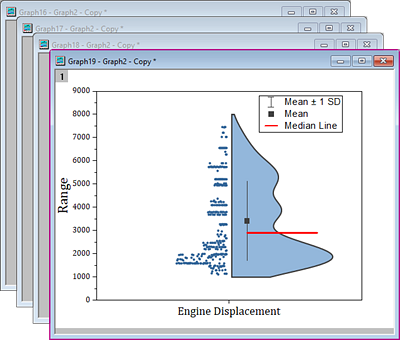 Graph16 - Graph2 - Copy *
Graph17 - Graph2 - Copy *
Graph18 - Graph2 - Copy *
Graph19 - Graph2 - Copy *
1
9000
8000
7000
6000
5000
4000
3000
2000
1000
0
Range
Mean ± 1 SD
Mean
Median Line
Engine Displacement